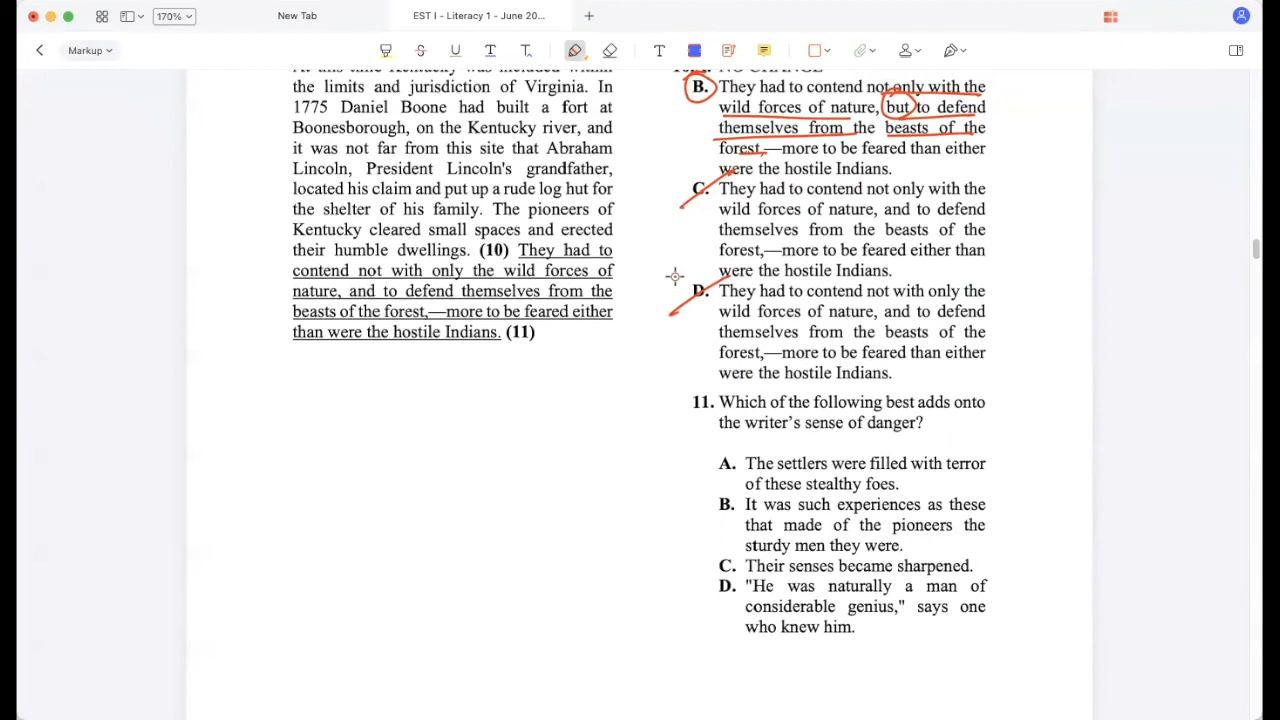 New Tab
EST I - Literacy 1 - June 20...
170%
Markup
At this time Kentucky was included within
the limits and jurisdiction of Virginia. In
1775 Daniel Boone had built a fort at
Boonesborough, on the Kentucky river, and
it was not far from this site that Abraham
Lincoln, President Lincoln's grandfather,
located his claim and put up a rude log hut for
the shelter of his family. The pioneers of
Kentucky cleared small spaces and erected
their humble dwellings. (10) They had to
contend not with only the wild forces of
nature, and to defend themselves from the
beasts of the forest,—more to be feared either
than were the hostile Indians. (11)
NO CHANGE
B. They had to contend not only with the
wild forces of nature, but to defend
themselves from the beasts of the
forest,—more to be feared than either
were the hostile Indians.
C. They had to contend not only with the
wild forces of nature, and to defend
themselves from the beasts of the
forest,—more to be feared either than
were the hostile Indians.
D. They had to contend not with only the
wild forces of nature, and to defend
themselves from the beasts of the
forest,—more to be feared than either
were the hostile Indians.
11. Which of the following best adds onto
the writer's sense of danger?
A. The settlers were filled with terror
of these stealthy foes.
B. It was such experiences as these
that made of the pioneers the
sturdy men they were.
C. Their senses became sharpened.
D. "He was naturally a man of
considerable genius," says one
who knew him.